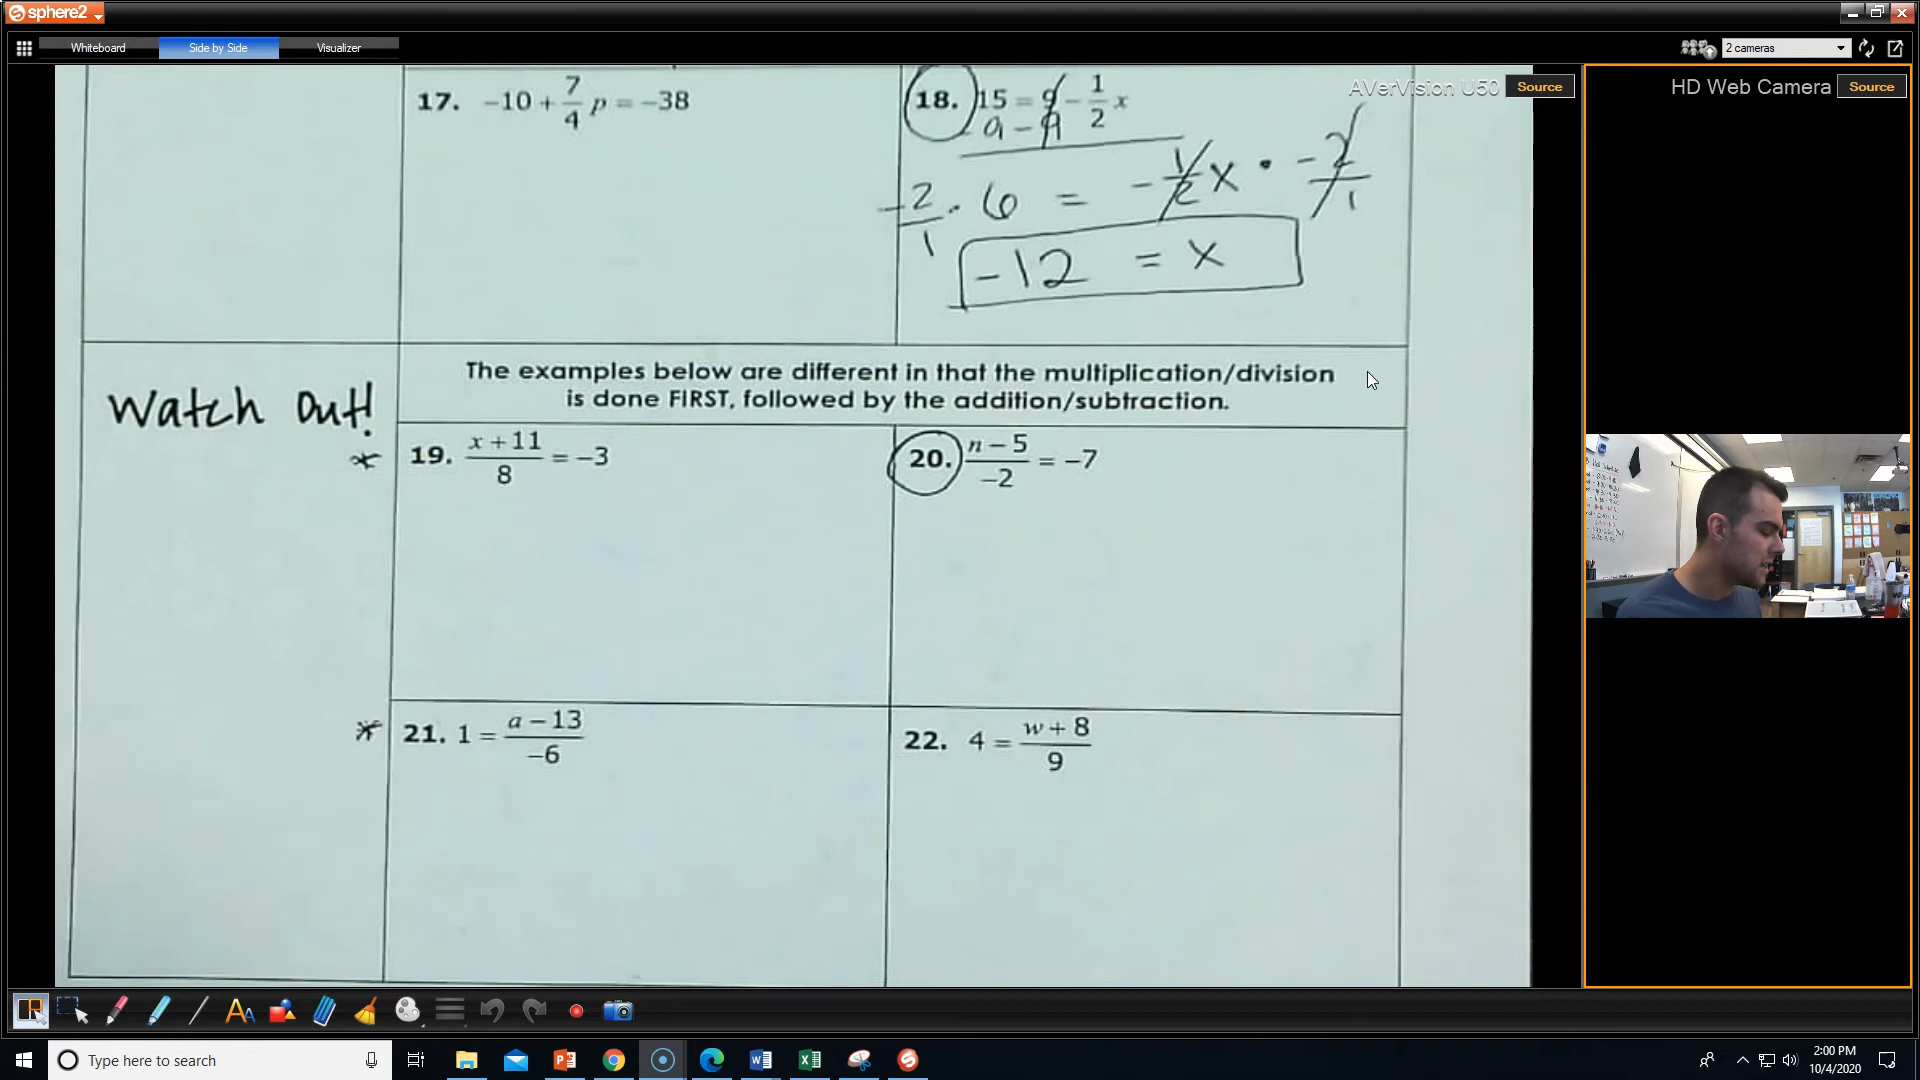 sphere2
Whiteboard
Side by Side
Visualizer
2 cameras
AVerVision U50
Source
HD Web Camera
Source
17. -10 + 7/4 p = -38
18. 15 = 9 - 1/2 x
9 - 9
-2/1 · 6 = -1/2 X · -2/1
-12 = X
Watch Out!
The examples below are different in that the multiplication/division
is done FIRST, followed by the addition/subtraction.
* 19. x + 11 / 8 = -3
20. n - 5 / -2 = -7
* 21. 1 = a - 13 / -6
22. 4 = w + 8 / 9
Type here to search
2:00 PM
10/4/2020